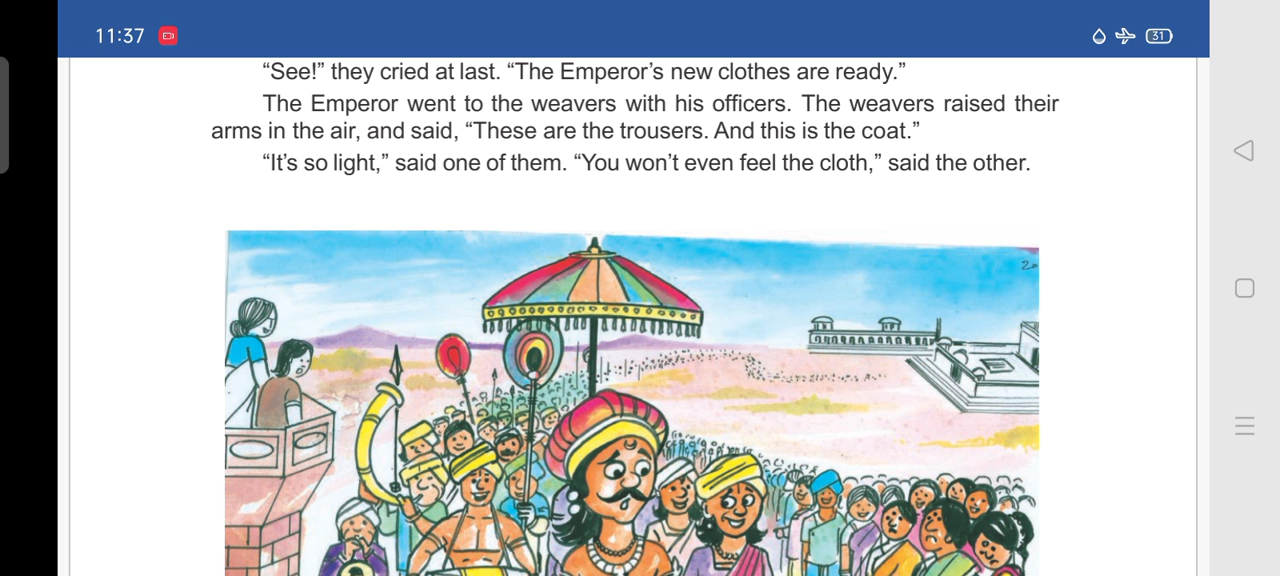 11:37
31
“See!” they cried at last. “The Emperor’s new clothes are ready.”
The Emperor went to the weavers with his officers. The weavers raised their
arms in the air, and said, “These are the trousers. And this is the coat.”
“It’s so light,” said one of them. “You won’t even feel the cloth,” said the other.